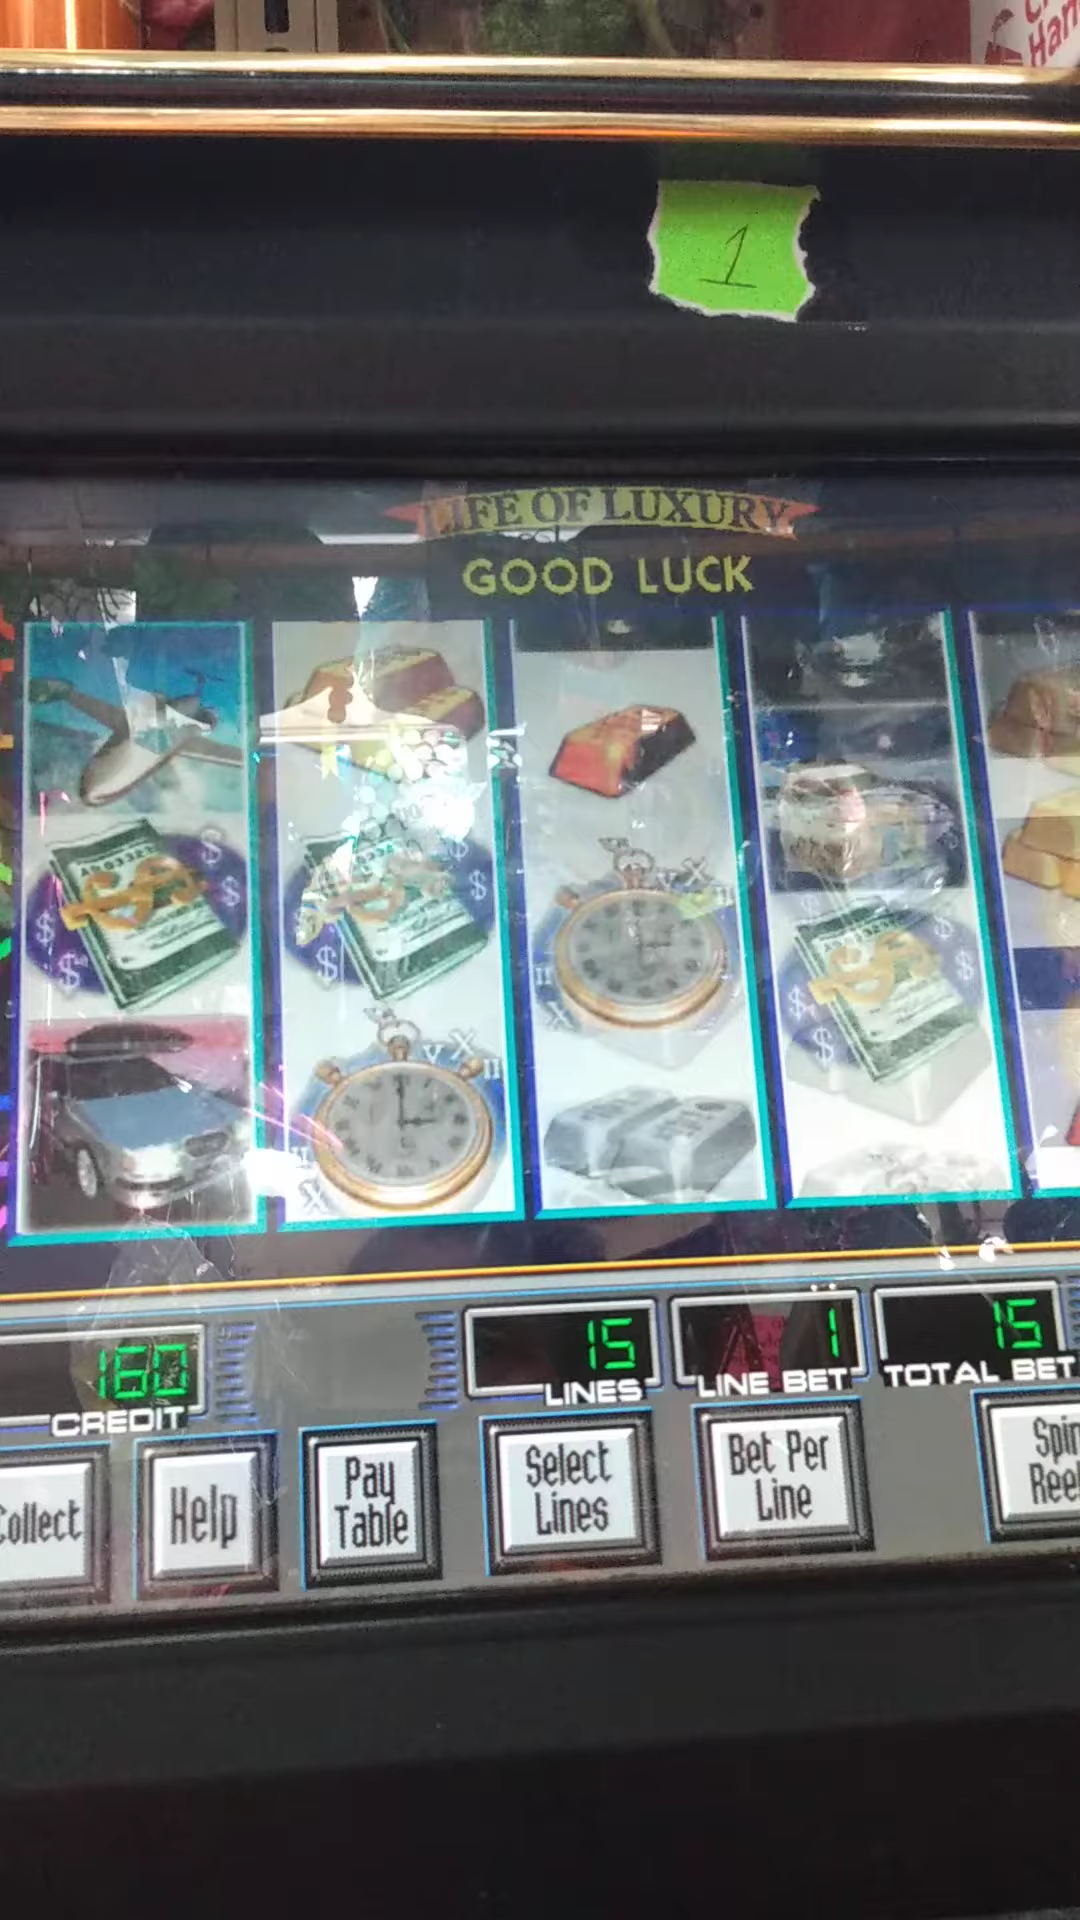 Han
1
LIFE OF LUXURY
GOOD LUCK
160
CREDIT
15
LINES
1
LINE BET
15
TOTAL BET
Collect
Help
Pay
Table
Select
Lines
Bet Per
Line
Spin
Reel